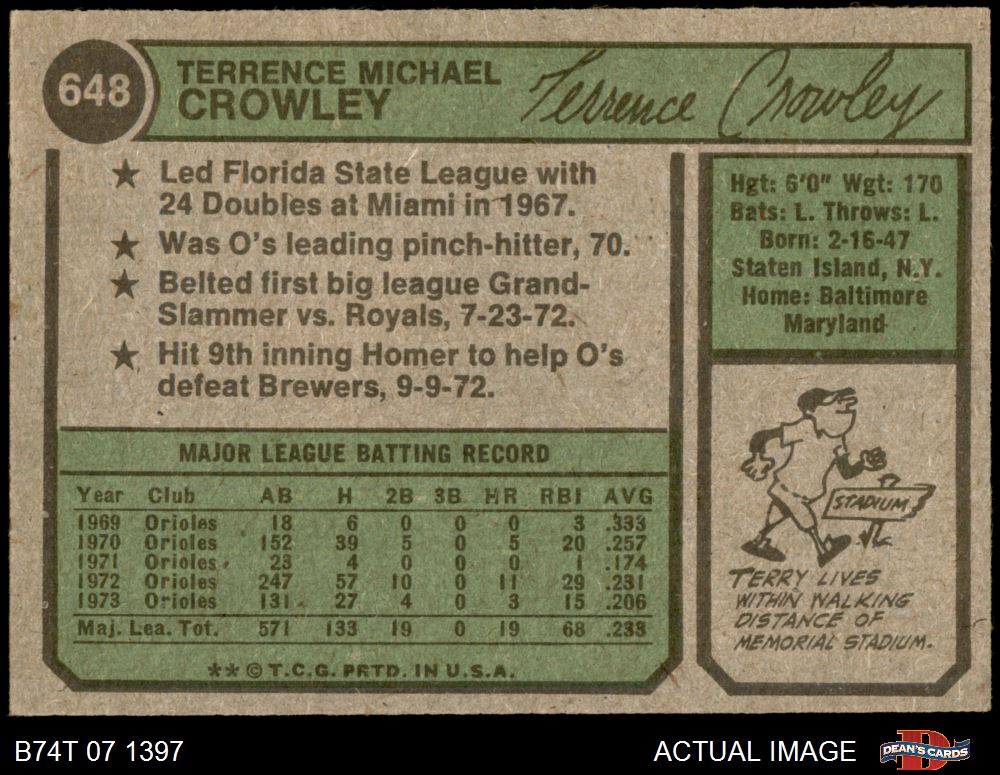 648
TERRENCE MICHAEL
CROWLEY
Terrence Crowley
★ Led Florida State League with
24 Doubles at Miami in 1967.
★ Was O's leading pinch-hitter, 70.
★ Belted first big league Grand-
Slammer vs. Royals, 7-23-72.
★ Hit 9th inning Homer to help O's
defeat Brewers, 9-9-72.
Hgt: 6'0" Wgt: 170
Bats: L. Throws: L.
Born: 2-16-47
Staten Island, N.Y.
Home: Baltimore
Maryland
MAJOR LEAGUE BATTING RECORD
Year Club AB H 2B 3B HR RBI AVG
1969 Orioles 18 6 0 0 0 3 .333
1970 Orioles 152 39 5 0 5 20 .257
1971 Orioles 23 4 0 0 0 1 .174
1972 Orioles 247 57 10 0 11 29 .231
1973 Orioles 131 27 4 0 3 15 .206
Maj. Lea. Tot. 571 133 19 0 19 68 .233
**©T.C.G. PRTD. IN U.S.A.
STADIUM
TERRY LIVES
WITHIN WALKING
DISTANCE OF
MEMORIAL STADIUM.
B74T 07 1397
ACTUAL IMAGE
DEAN'S CARDS